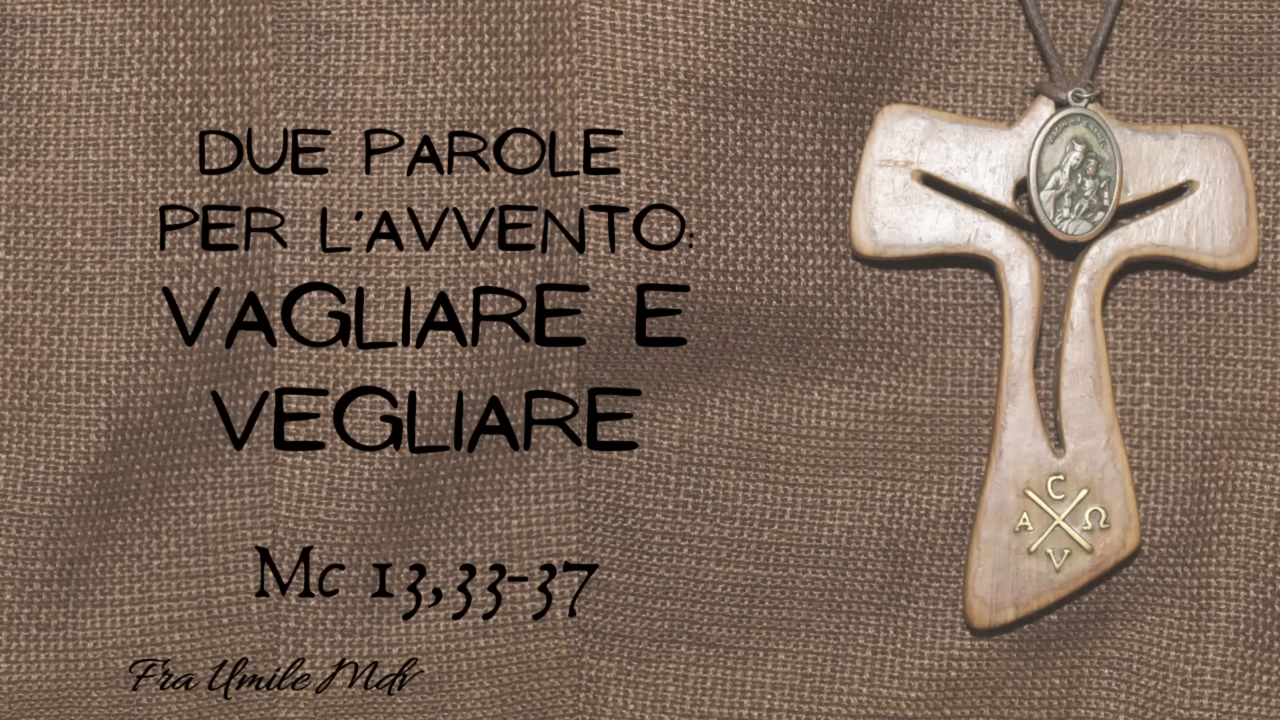 DUE PAROLE
PER L'AVVENTO:
VAGLIARE E
VEGLIARE
Mc 13,33-37
Fra Umile Mdv
C
A Ω
V